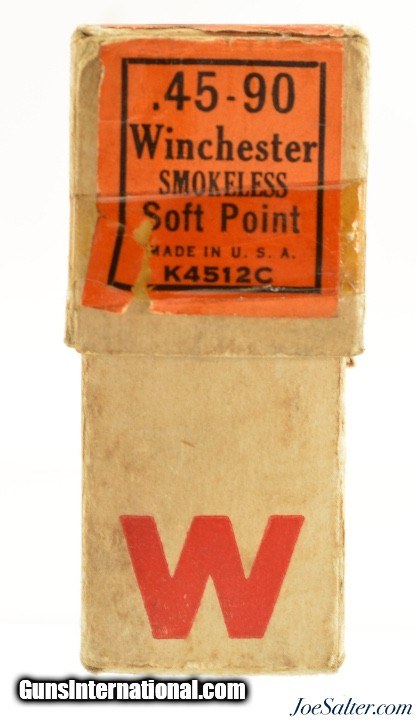 .45-90
Winchester
SMOKELESS
Soft Point
MADE IN U. S. A.
K4512C
W
GunsInternational.com
JoeSalter.com